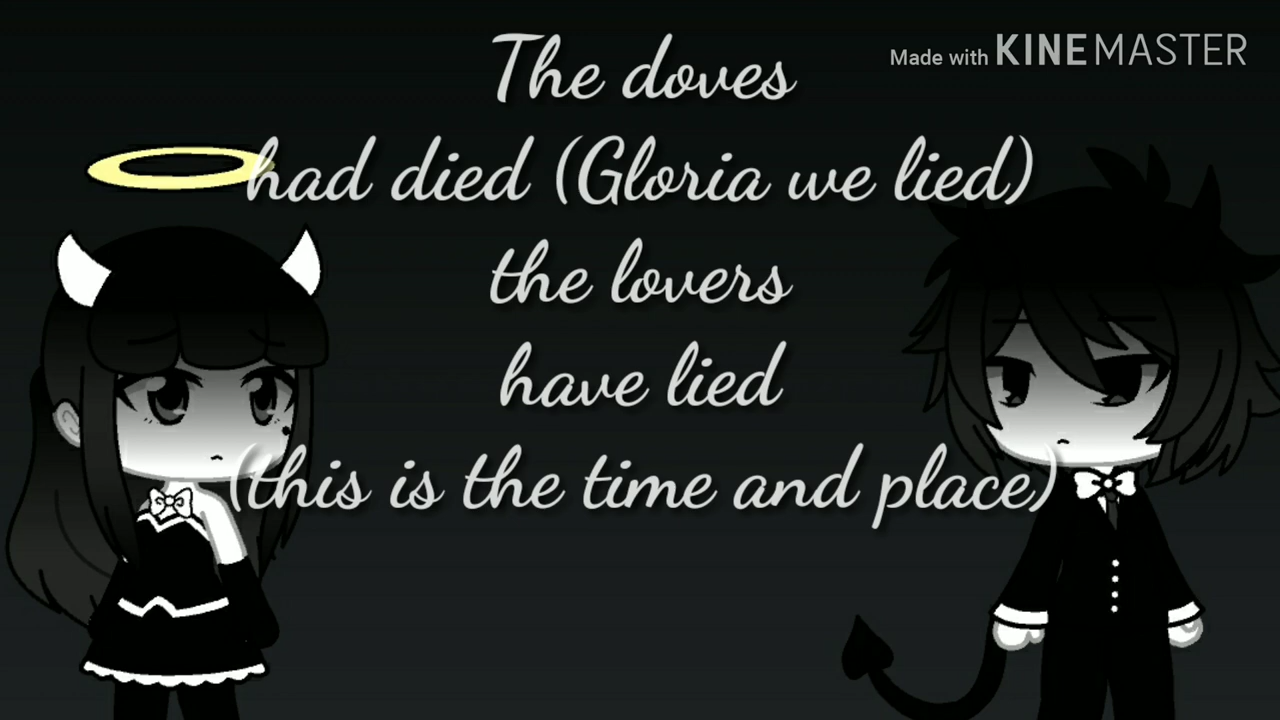 The doves
Made with KINEMASTER
had died (Gloria we lied)
the lovers
have lied
(this is the time and place)